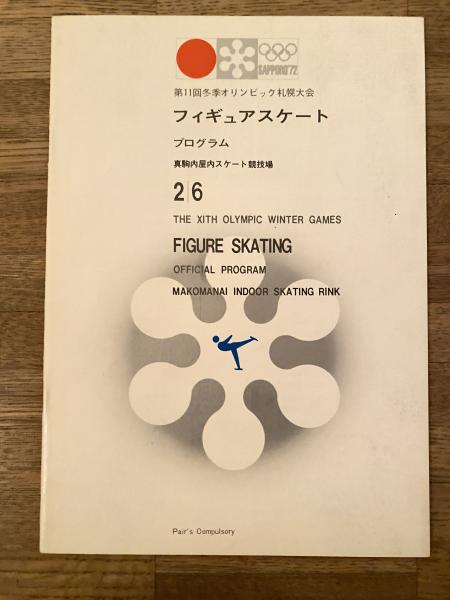 SAPPORO'72
第11回冬季オリンピック札幌大会
フィギュアスケート
プログラム
真駒内屋内スケート競技場
2|6
THE XITH OLYMPIC WINTER GAMES
FIGURE SKATING
OFFICIAL PROGRAM
MAKOMANAI INDOOR SKATING RINK
Pair's Compulsory